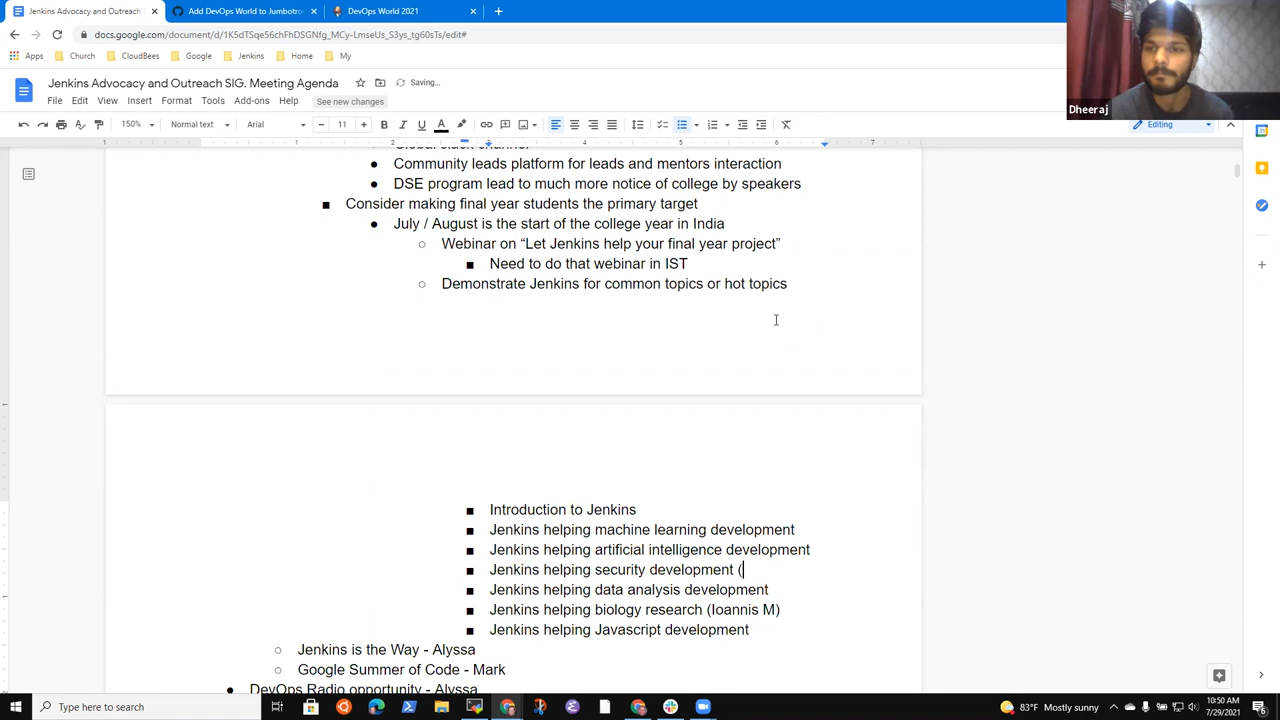 Jenkins Advocacy and Outreach S
Add DevOps World to Jumbotro
DevOps World 2021
docs.google.com/document/d/1K5dTSqe56chFhDSGNfg_MCy-LmseUs_S3ys_tg60sTs/edit#
Apps Church CloudBees Google Jenkins Home My
Jenkins Advocacy and Outreach SIG. Meeting Agenda Saving...
File Edit View Insert Format Tools Add-ons Help See new changes
Dheeraj
150% Normal text Arial 11 Editing
1 1 2 4 5 6 7
Community leads platform for leads and mentors interaction
DSE program lead to much more notice of college by speakers
Consider making final year students the primary target
July / August is the start of the college year in India
Webinar on “Let Jenkins help your final year project”
Need to do that webinar in IST
Demonstrate Jenkins for common topics or hot topics
Introduction to Jenkins
Jenkins helping machine learning development
Jenkins helping artificial intelligence development
Jenkins helping security development (
Jenkins helping data analysis development
Jenkins helping biology research (Ioannis M)
Jenkins helping Javascript development
Jenkins is the Way - Alyssa
Google Summer of Code - Mark
DevOps Radio opportunity - Alyssa
Type here to search
83°F Mostly sunny
10:50 AM
7/29/2021